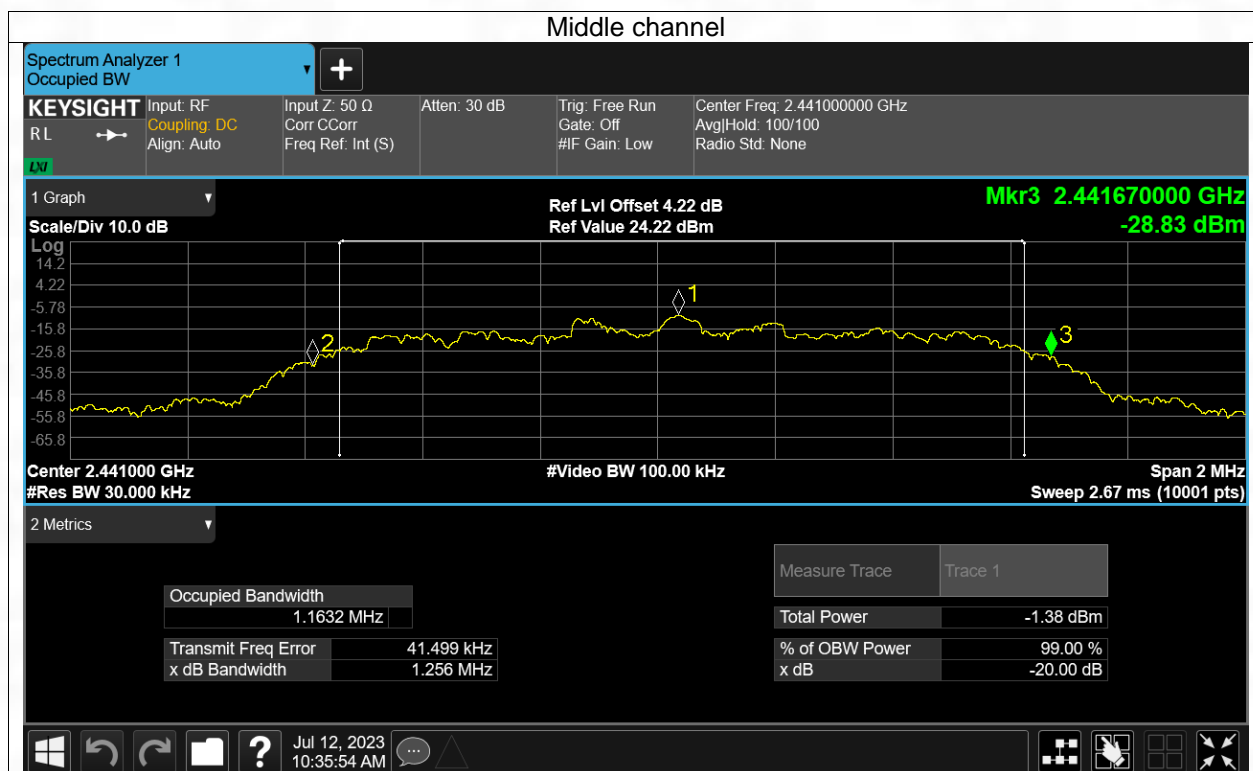 Middle channel
Spectrum Analyzer 1
Occupied BW
+
KEYSIGHT
R L
LXI
Input: RF
Coupling: DC
Align: Auto
Input Z: 50 Ω
Corr CCorr
Freq Ref: Int (S)
Atten: 30 dB
Trig: Free Run
Gate: Off
#IF Gain: Low
Center Freq: 2.441000000 GHz
Avg|Hold: 100/100
Radio Std: None
1 Graph
Scale/Div 10.0 dB
Ref Lvl Offset 4.22 dB
Ref Value 24.22 dBm
Mkr3 2.441670000 GHz
-28.83 dBm
Log
14.2
4.22
-5.78
-15.8
-25.8
-35.8
-45.8
-55.8
-65.8
1
2
3
Center 2.441000 GHz
#Res BW 30.000 kHz
#Video BW 100.00 kHz
Span 2 MHz
Sweep 2.67 ms (10001 pts)
2 Metrics
Measure Trace Trace 1
Occupied Bandwidth
1.1632 MHz
Total Power -1.38 dBm
Transmit Freq Error 41.499 kHz
% of OBW Power 99.00 %
x dB Bandwidth 1.256 MHz
x dB -20.00 dB
?
Jul 12, 2023
10:35:54 AM